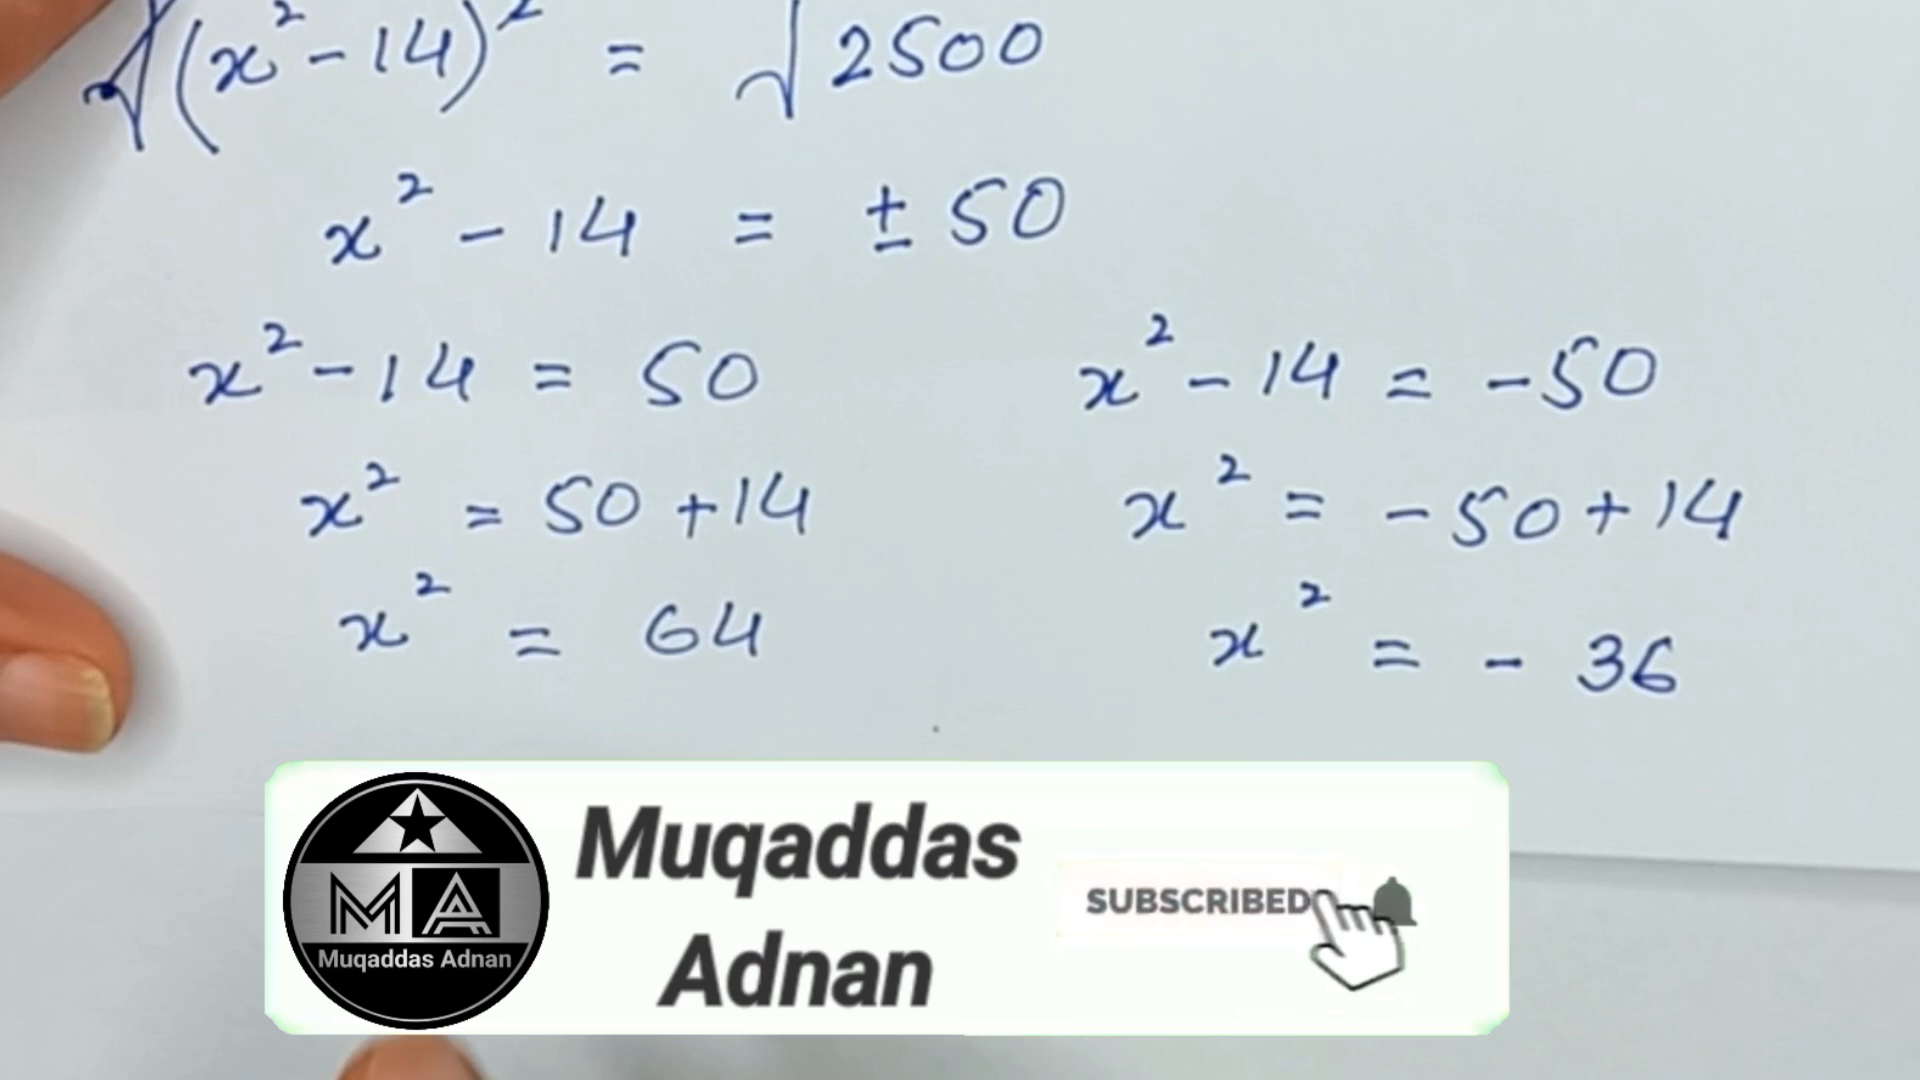 √(x² - 14)² = √2500
x² - 14 = ± 50
x² - 14 = 50
x² = 50 + 14
x² = 64
x² - 14 = -50
x² = -50 + 14
x² = - 36
MA
Muqaddas Adnan
Muqaddas
Adnan
SUBSCRIBED